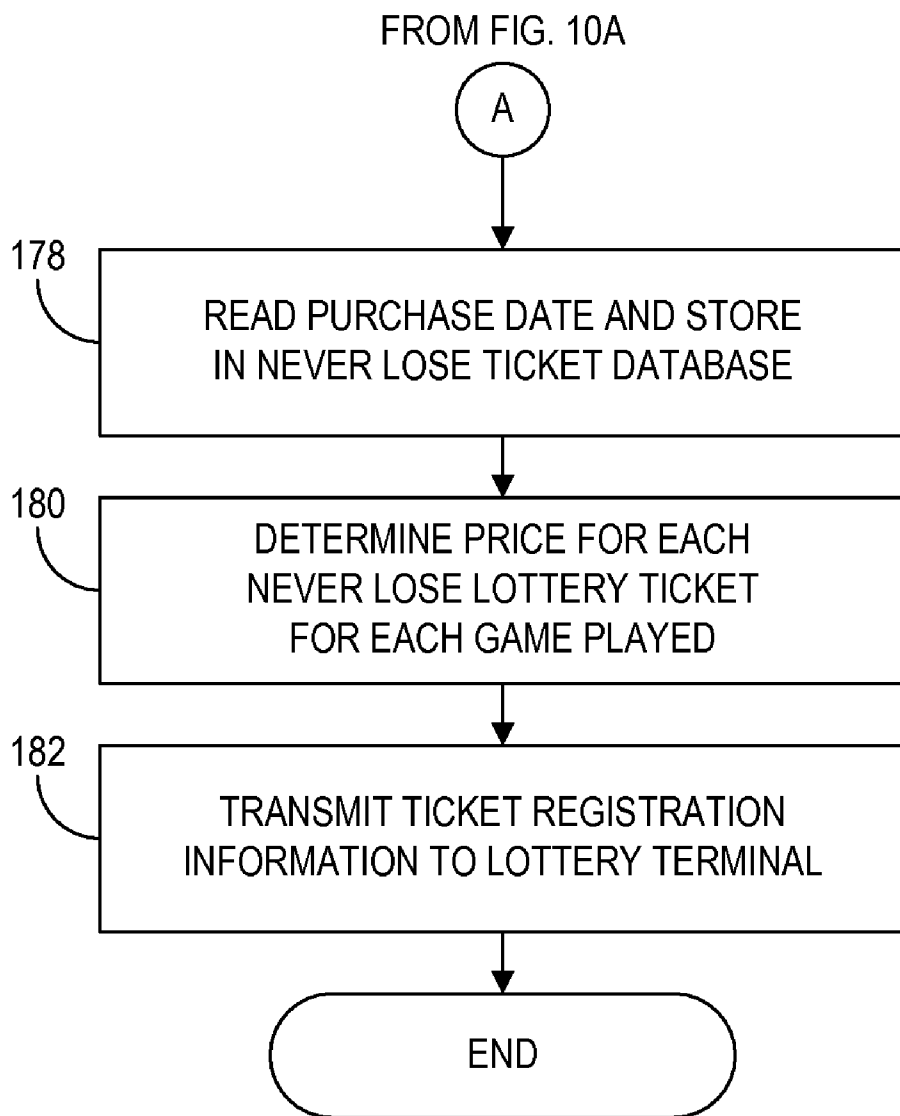 FROM FIG. 10A
A
178
READ PURCHASE DATE AND STORE
IN NEVER LOSE TICKET DATABASE
180
DETERMINE PRICE FOR EACH
NEVER LOSE LOTTERY TICKET
FOR EACH GAME PLAYED
182
TRANSMIT TICKET REGISTRATION
INFORMATION TO LOTTERY TERMINAL
END